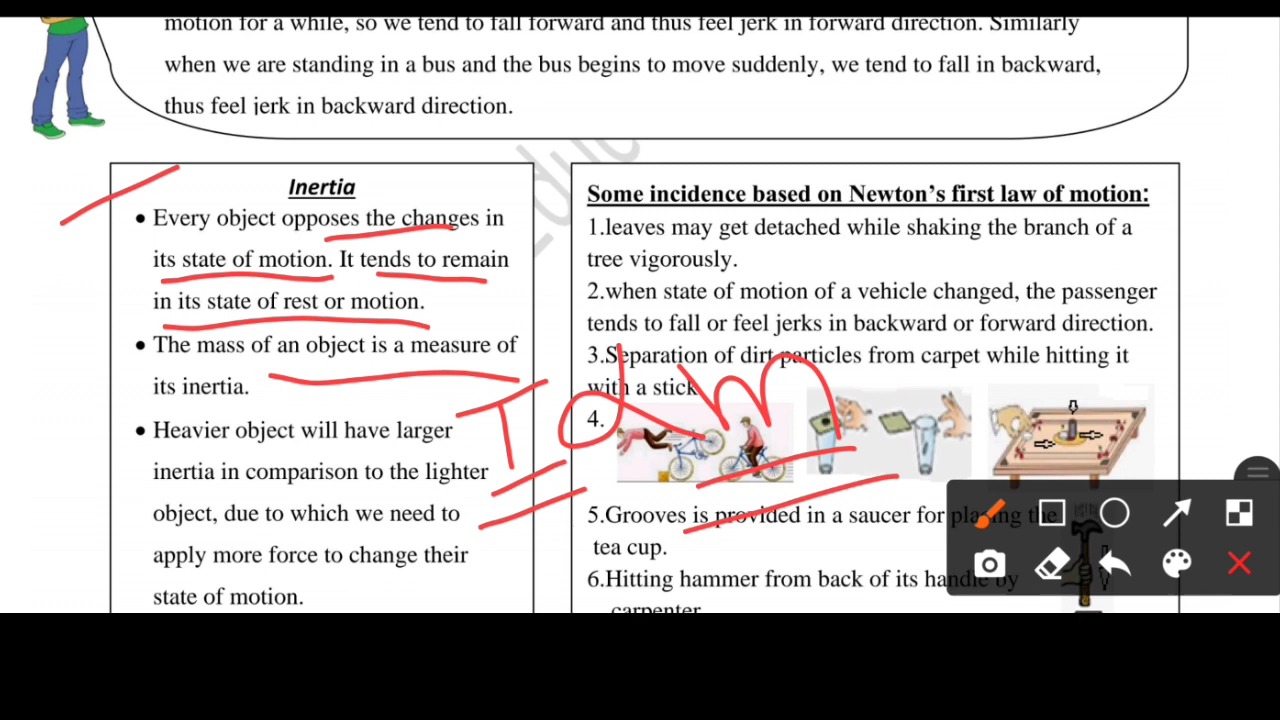 motion for a while, so we tend to fall forward and thus feel jerk in forward direction. Similarly
when we are standing in a bus and the bus begins to move suddenly, we tend to fall in backward,
thus feel jerk in backward direction.
Inertia
• Every object opposes the changes in
its state of motion. It tends to remain
in its state of rest or motion.
• The mass of an object is a measure of
its inertia.
• Heavier object will have larger
inertia in comparison to the lighter
object, due to which we need to
apply more force to change their
state of motion.
Some incidence based on Newton’s first law of motion:
1.leaves may get detached while shaking the branch of a
tree vigorously.
2.when state of motion of a vehicle changed, the passenger
tends to fall or feel jerks in backward or forward direction.
3.Separation of dirt particles from carpet while hitting it
with a stick
4.
I α m
5.Grooves is provided in a saucer for placing the
tea cup.
6.Hitting hammer from back of its handle by
carpenter